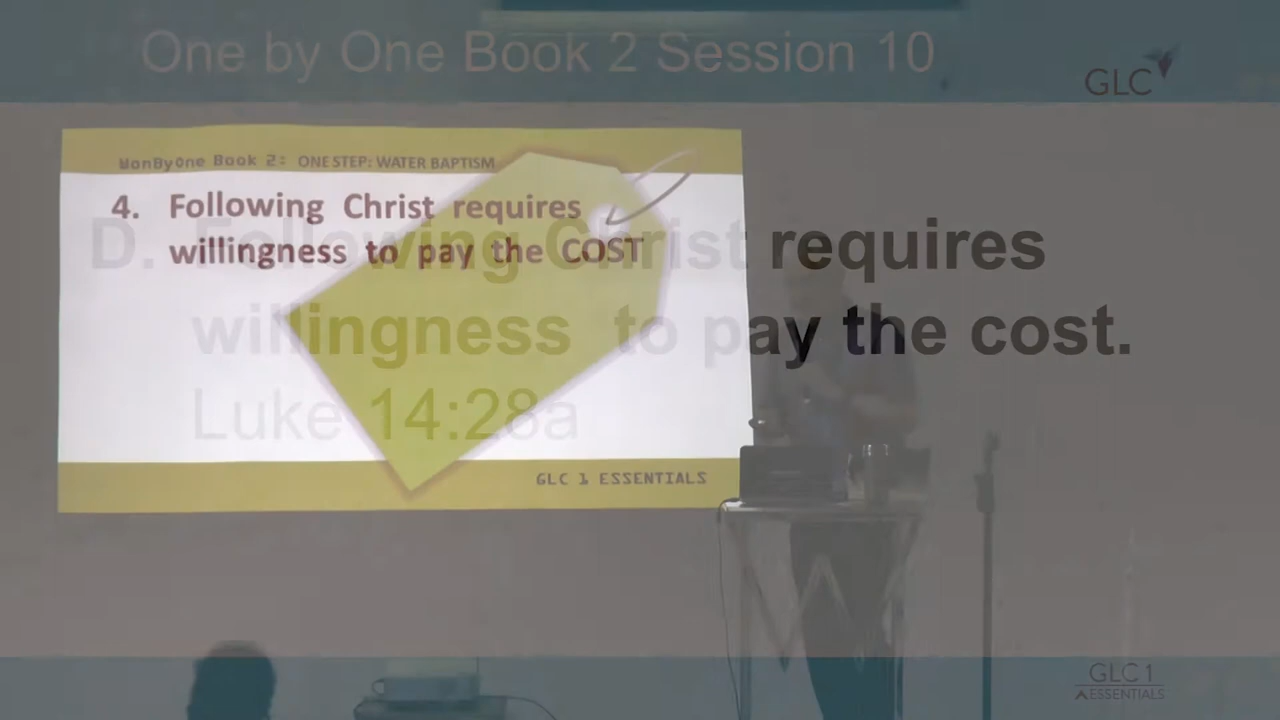 One by One Book 2 Session 10
GLC
WonByOne Book 2: ONE STEP: WATER BAPTISM
4. Following Christ requires
willingness to pay the COST
D. Following Christ requires
willingness to pay the cost.
Luke 14:28a
GLC 1 ESSENTIALS
GLC 1
ESSENTIALS